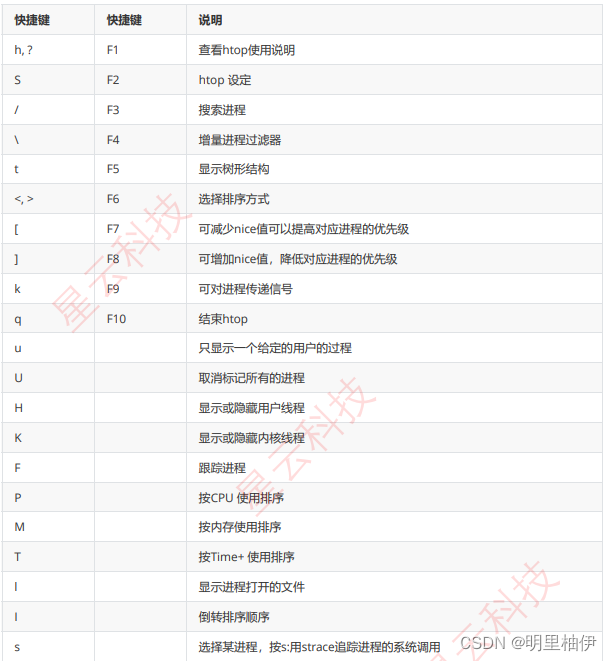 快捷键 快捷键 说明
h, ? F1 查看htop使用说明
S F2 htop 设定
/ F3 搜索进程
\ F4 增量进程过滤器
t F5 显示树形结构
<, > F6 选择排序方式
[ F7 可减少nice值可以提高对应进程的优先级
] F8 可增加nice值，降低对应进程的优先级
k F9 可对进程传递信号
q F10 结束htop
u 只显示一个给定的用户的过程
U 取消标记所有的进程
H 显示或隐藏用户线程
K 显示或隐藏内核线程
F 跟踪进程
P 按CPU 使用排序
M 按内存使用排序
T 按Time+ 使用排序
l 显示进程打开的文件
I 倒转排序顺序
s 选择某进程，按s:用strace追踪进程的系统调用
星云科技
星云科技
星云科技
CSDN @明里柚伊